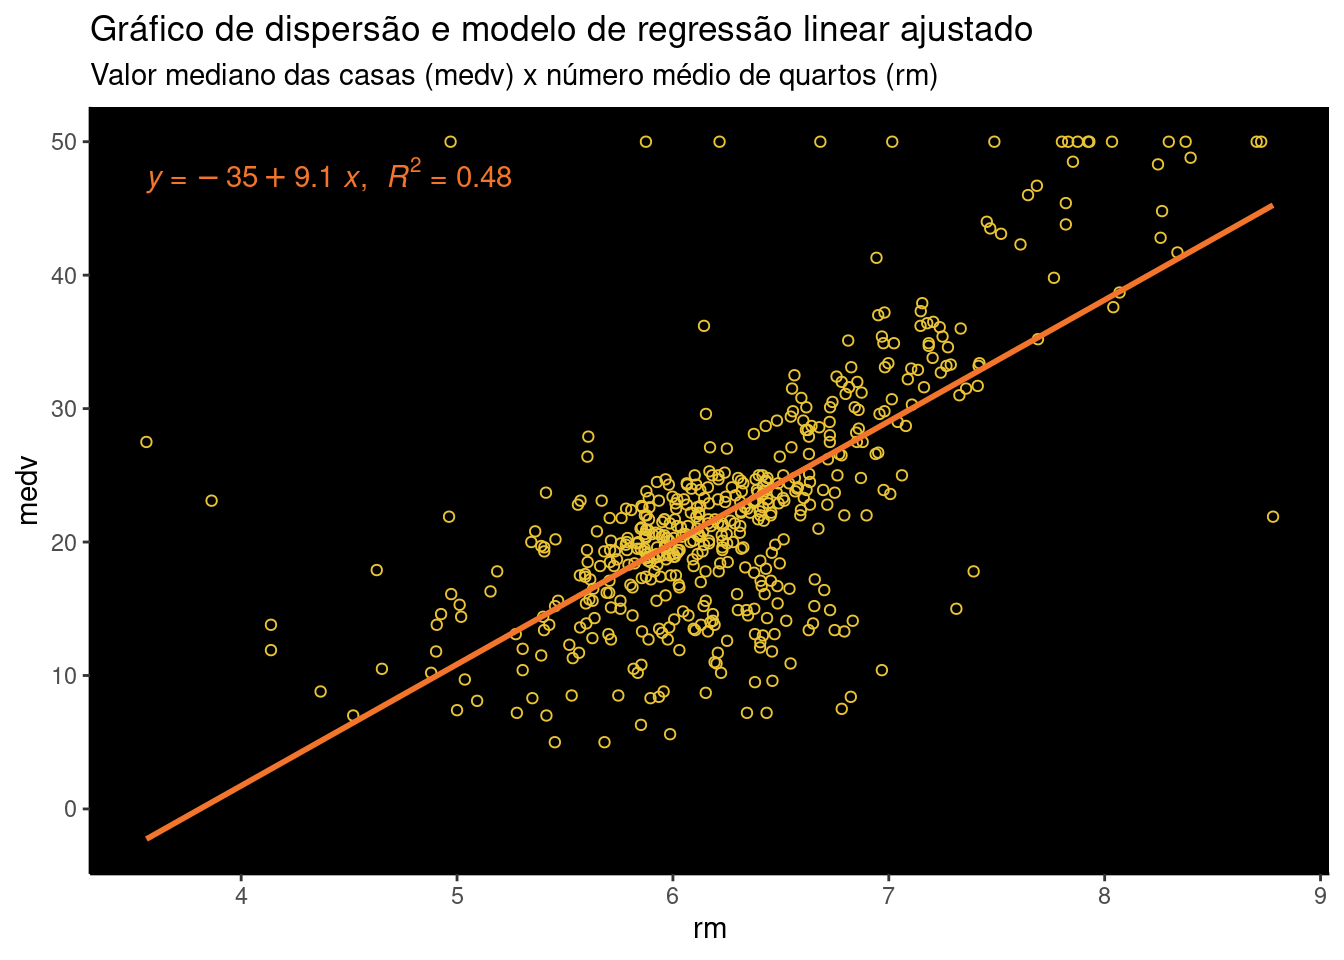 Gráfico de dispersão e modelo de regressão linear ajustado
Valor mediano das casas (medv) x número médio de quartos (rm)
y = − 35 + 9.1 x, R² = 0.48
50
40
30
20
10
0
medv
4 5 6 7 8 9
rm